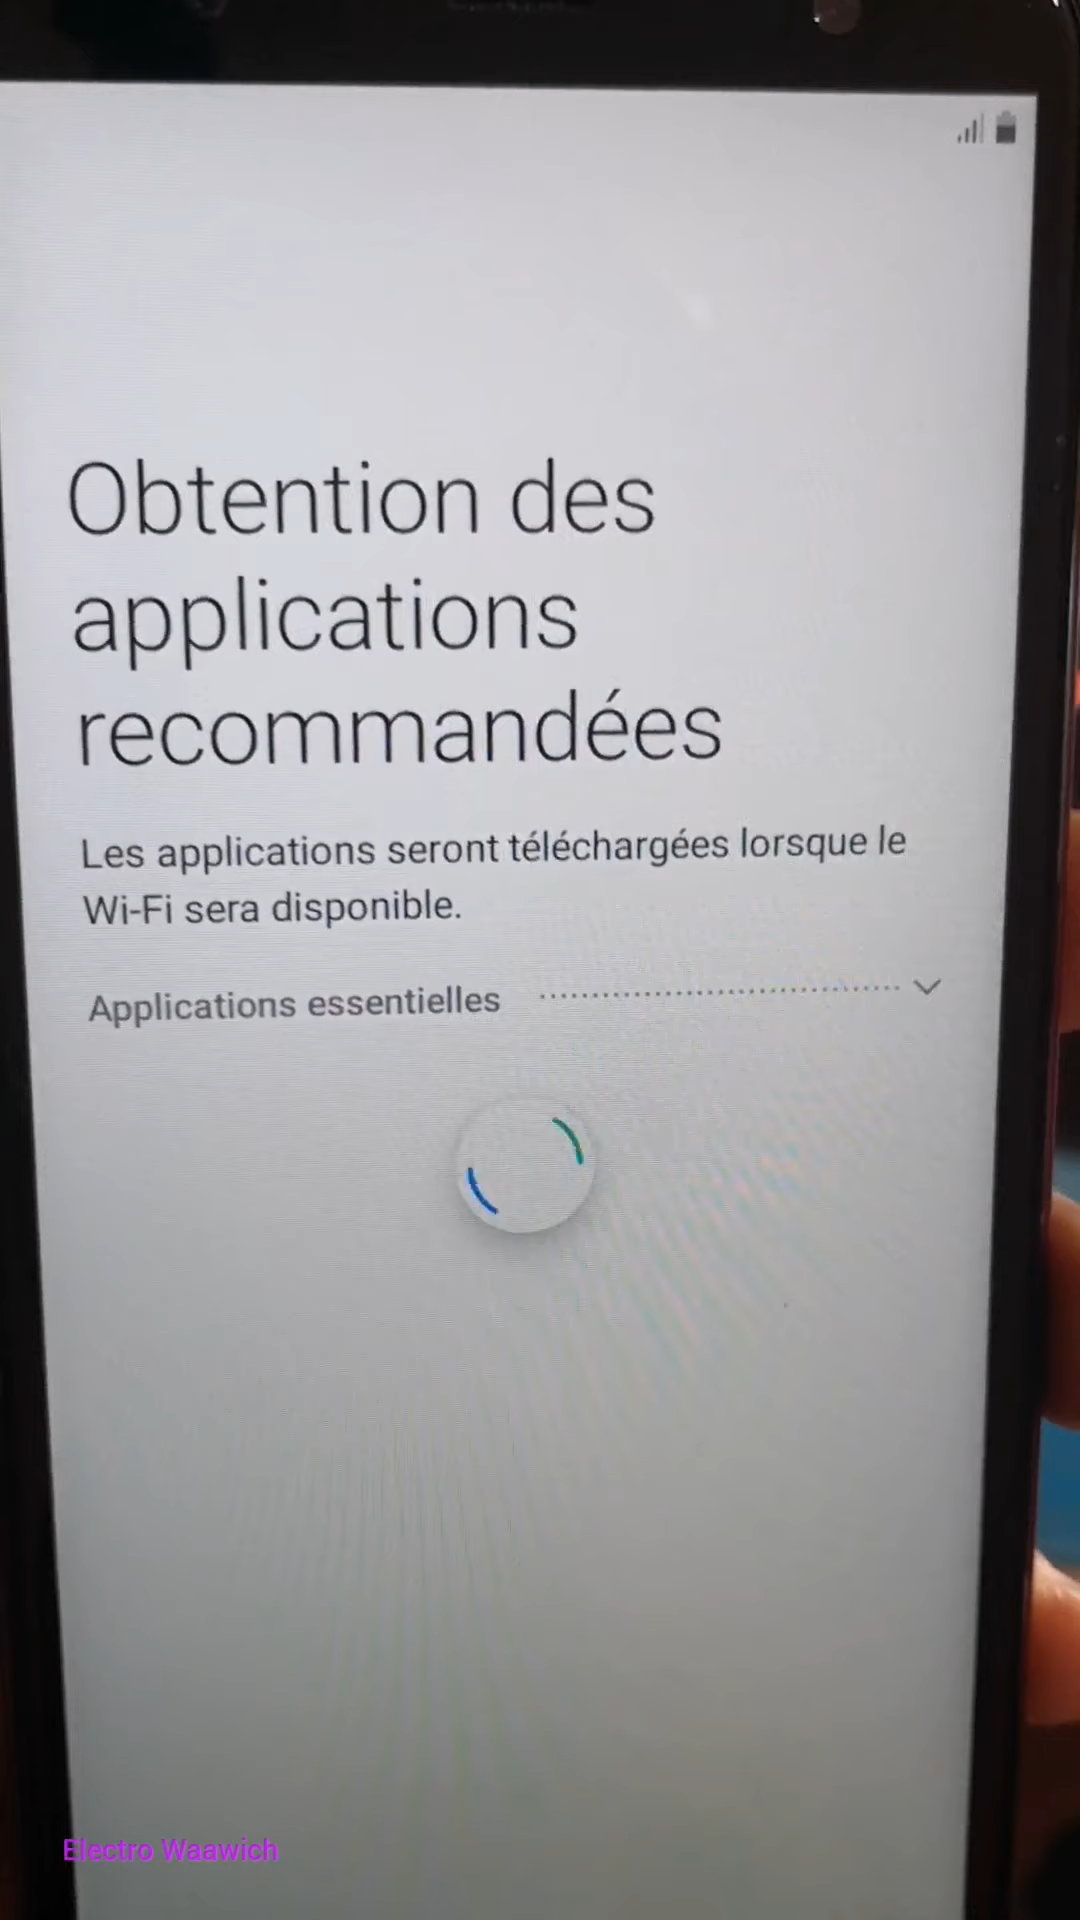 Obtention des
applications
recommandées
Les applications seront téléchargées lorsque le
Wi-Fi sera disponible.
Applications essentielles
Electro Waawich